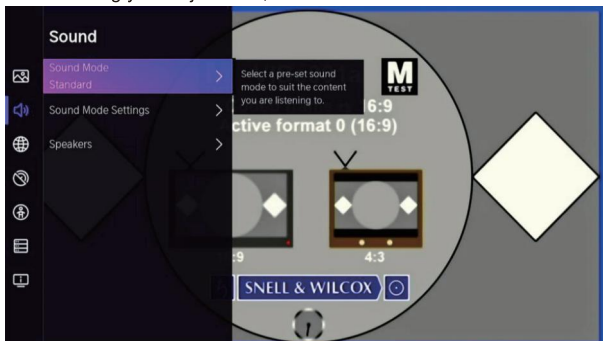 Sound
Sound Mode
Standard
Sound Mode Settings
Speakers
Select a pre-set sound
mode to suit the content
you are listening to.
M
TEST
16:9
ctive format 0 (16:9)
:9
4:3
SNELL & WILCOX